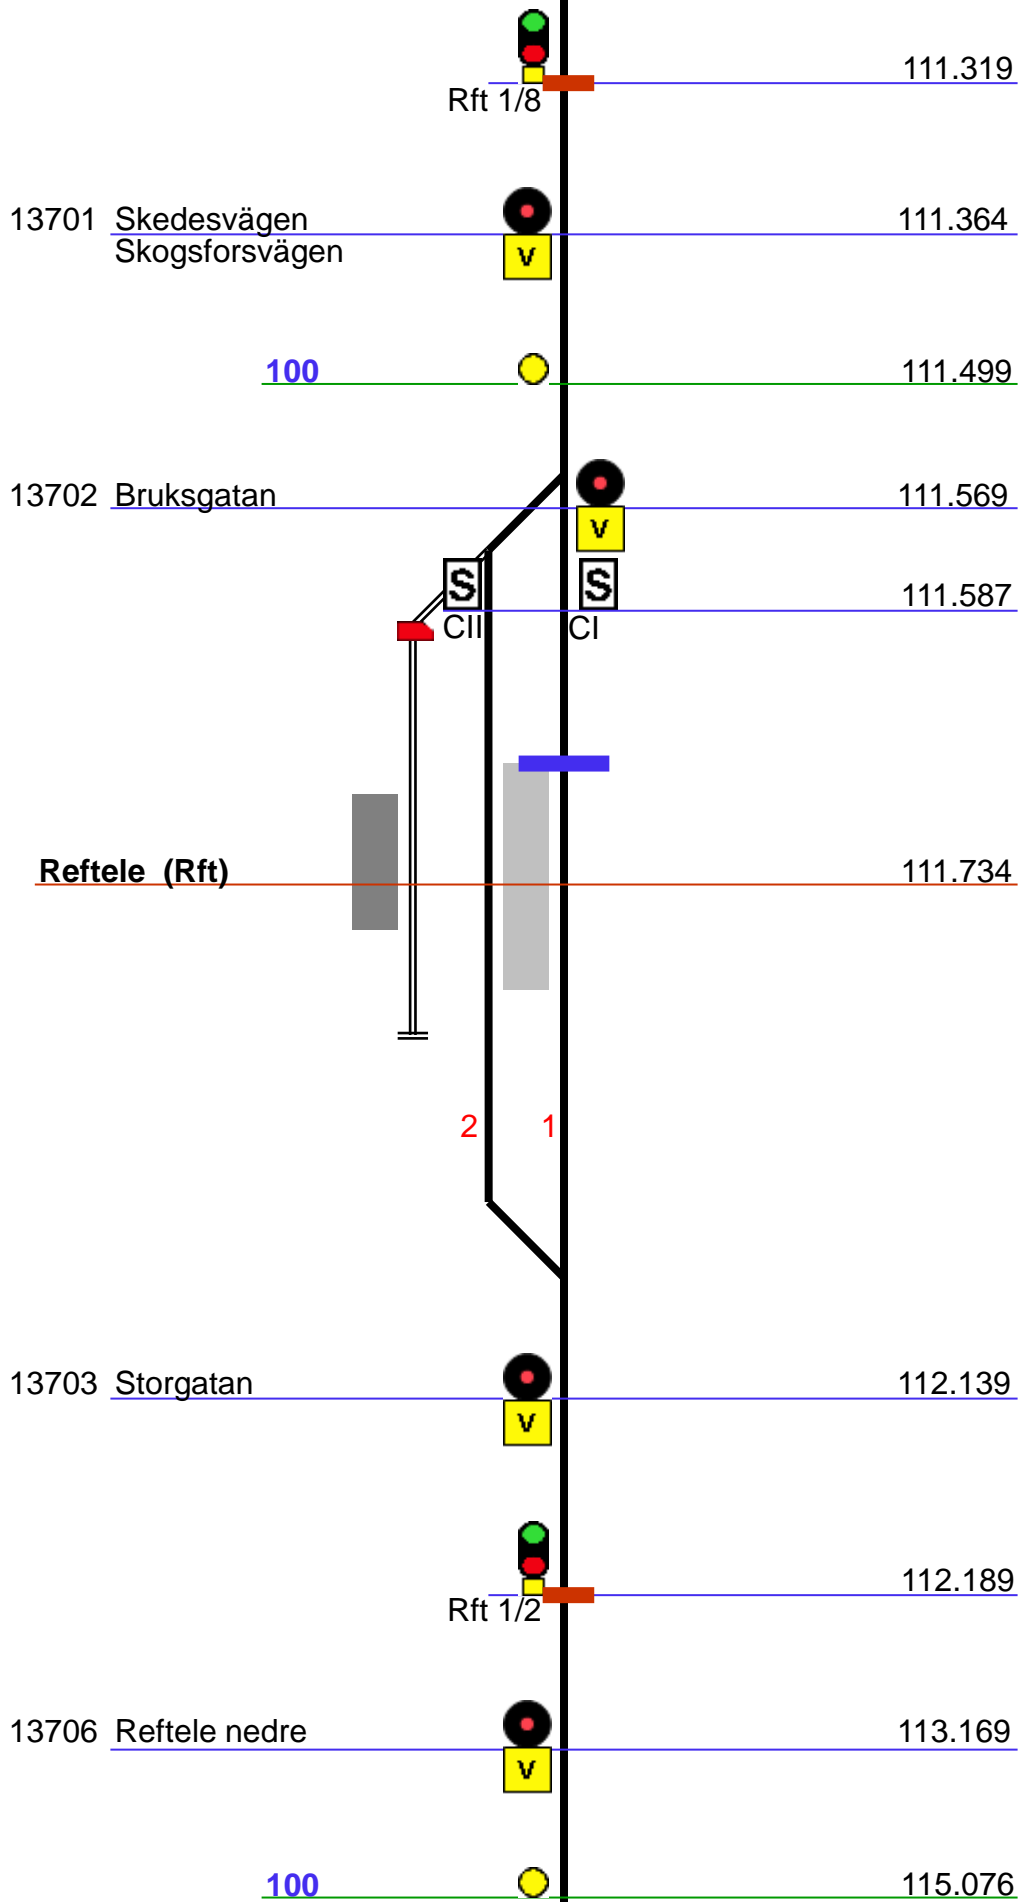 111.319
Rft 1/8
13701 Skedesvägen 111.364
Skogsforsvägen
V
100 111.499
13702 Bruksgatan 111.569
V
S S
111.587
CII CI
Reftele (Rft) 111.734
2 1
13703 Storgatan 112.139
V
112.189
Rft 1/2
13706 Reftele nedre 113.169
V
100 115.076